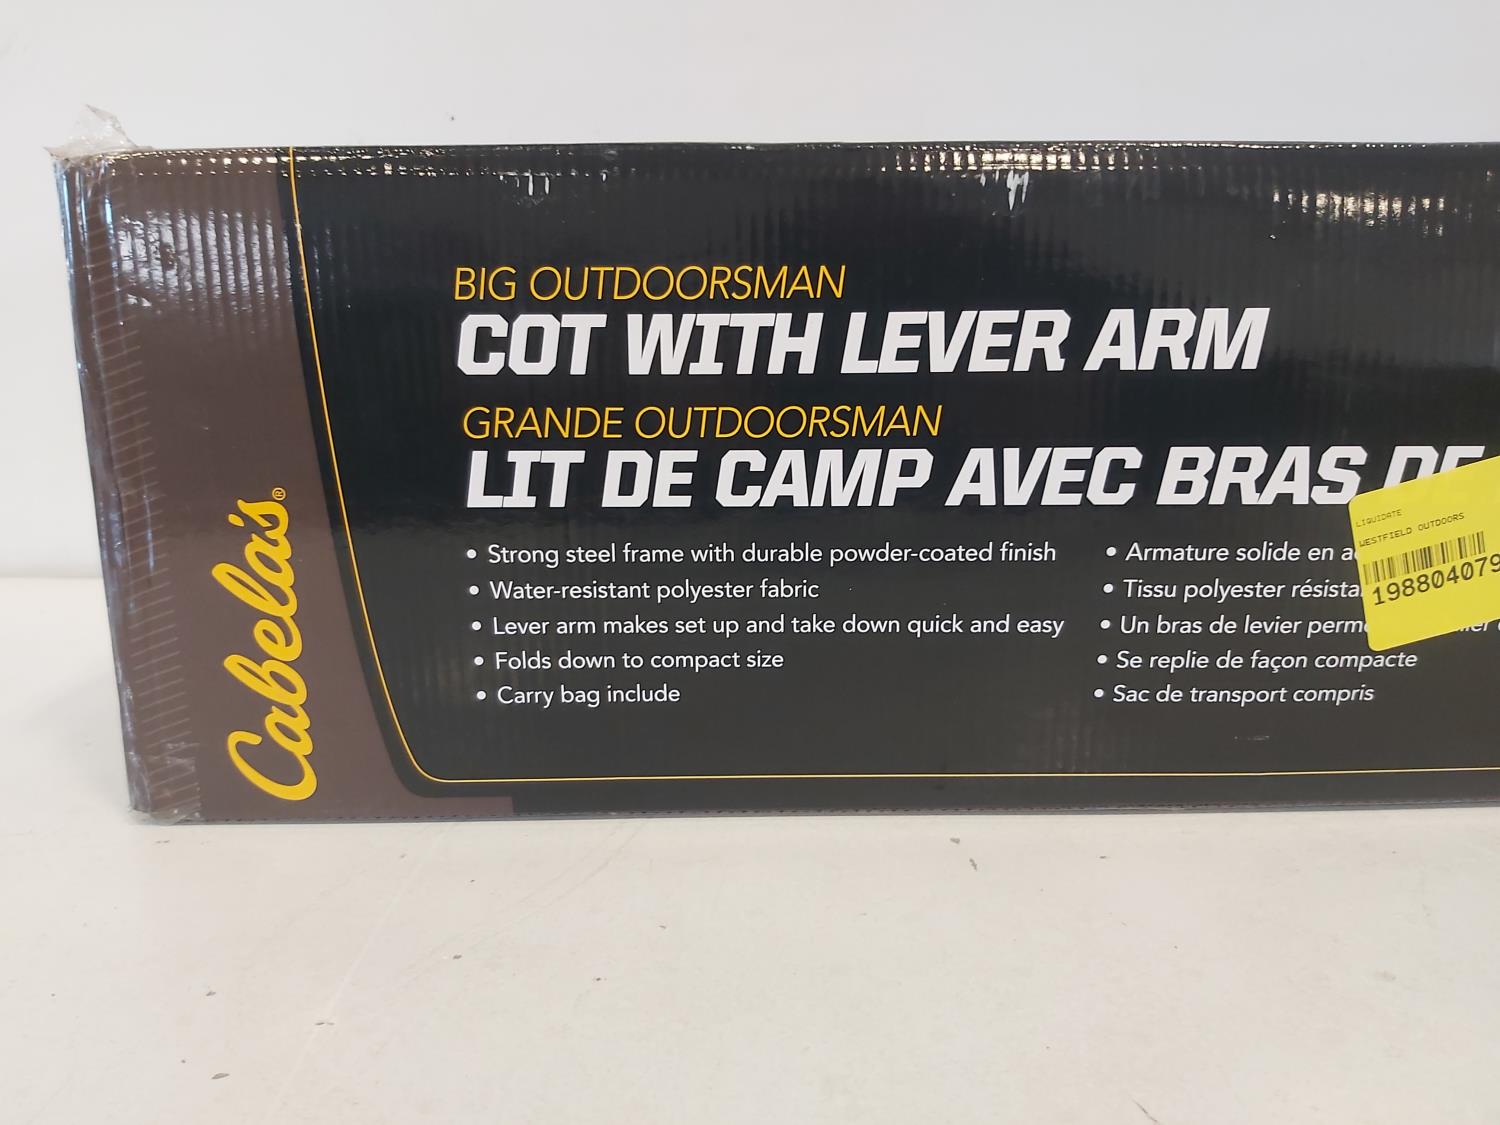 BIG OUTDOORSMAN
COT WITH LEVER ARM
GRANDE OUTDOORSMAN
LIT DE CAMP AVEC BRAS DE
• Strong steel frame with durable powder-coated finish
• Water-resistant polyester fabric
• Lever arm makes set up and take down quick and easy
• Folds down to compact size
• Carry bag include
• Armature solide en
• Tissu polyester
• Un bras de levier
• Se replie de façon compacte
• Sac de transport compris
Cabela's®
LIQUIDATE
WESTFIELD OUTDOORS
198804079